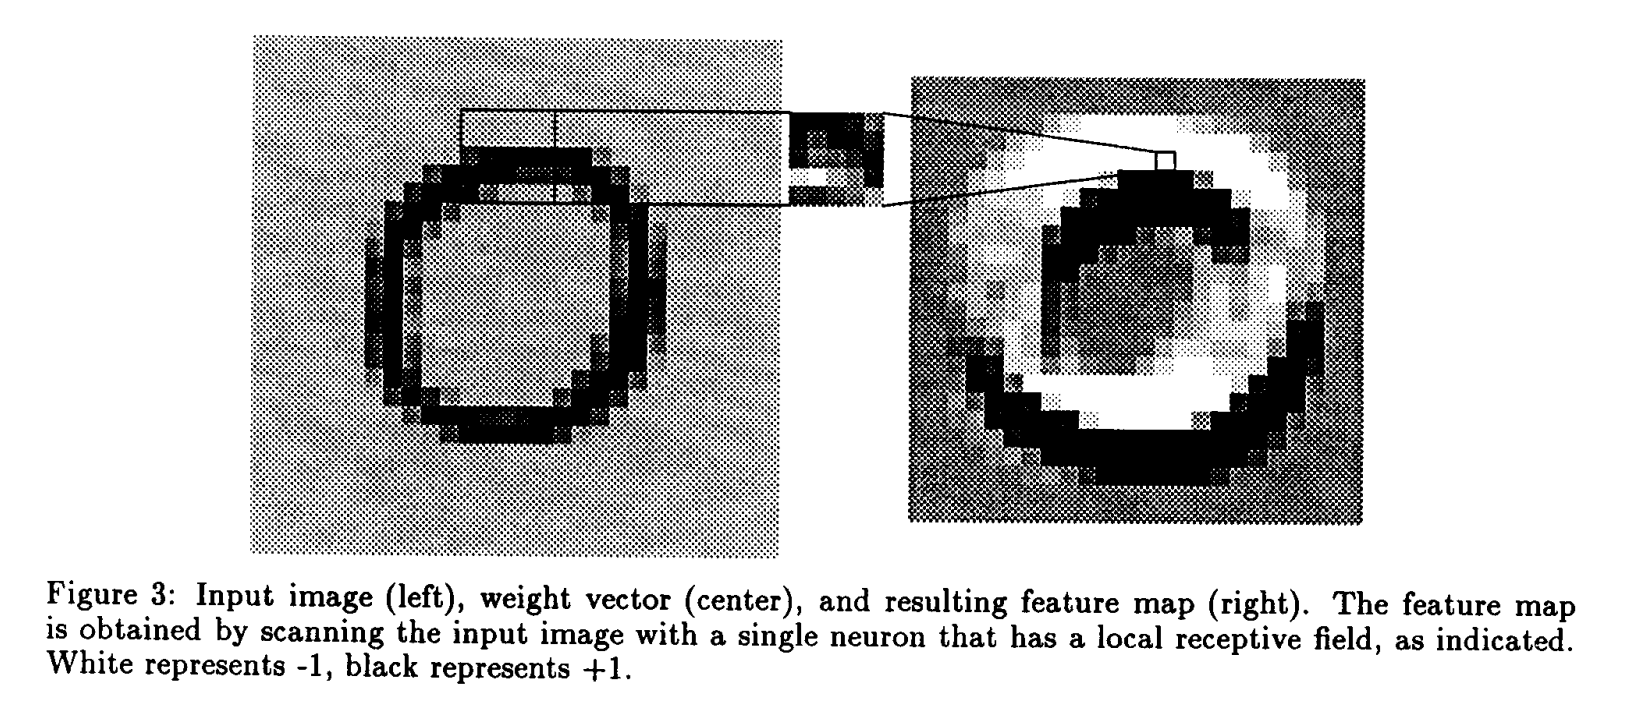 Figure 3: Input image (left), weight vector (center), and resulting feature map (right). The feature map
is obtained by scanning the input image with a single neuron that has a local receptive field, as indicated.
White represents -1, black represents +1.